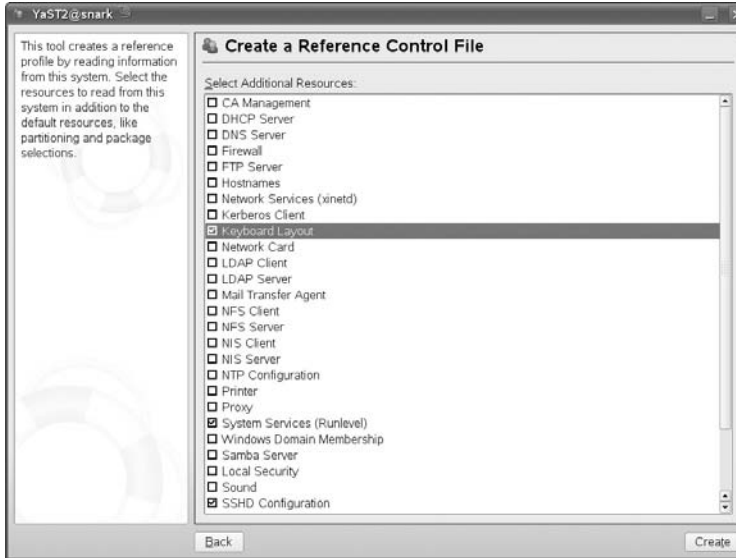 YaST2@snark
This tool creates a reference
profile by reading information
from this system. Select the
resources to read from this
system in addition to the
default resources, like
partitioning and package
selections.
Create a Reference Control File
Select Additional Resources:
CA Management
DHCP Server
DNS Server
Firewall
FTP Server
Hostnames
Network Services (xinetd)
Kerberos Client
Keyboard Layout
Network Card
LDAP Client
LDAP Server
Mail Transfer Agent
NFS Client
NFS Server
NIS Client
NIS Server
NTP Configuration
Printer
Proxy
System Services (Runlevel)
Windows Domain Membership
Samba Server
Local Security
Sound
SSHD Configuration
Back
Create